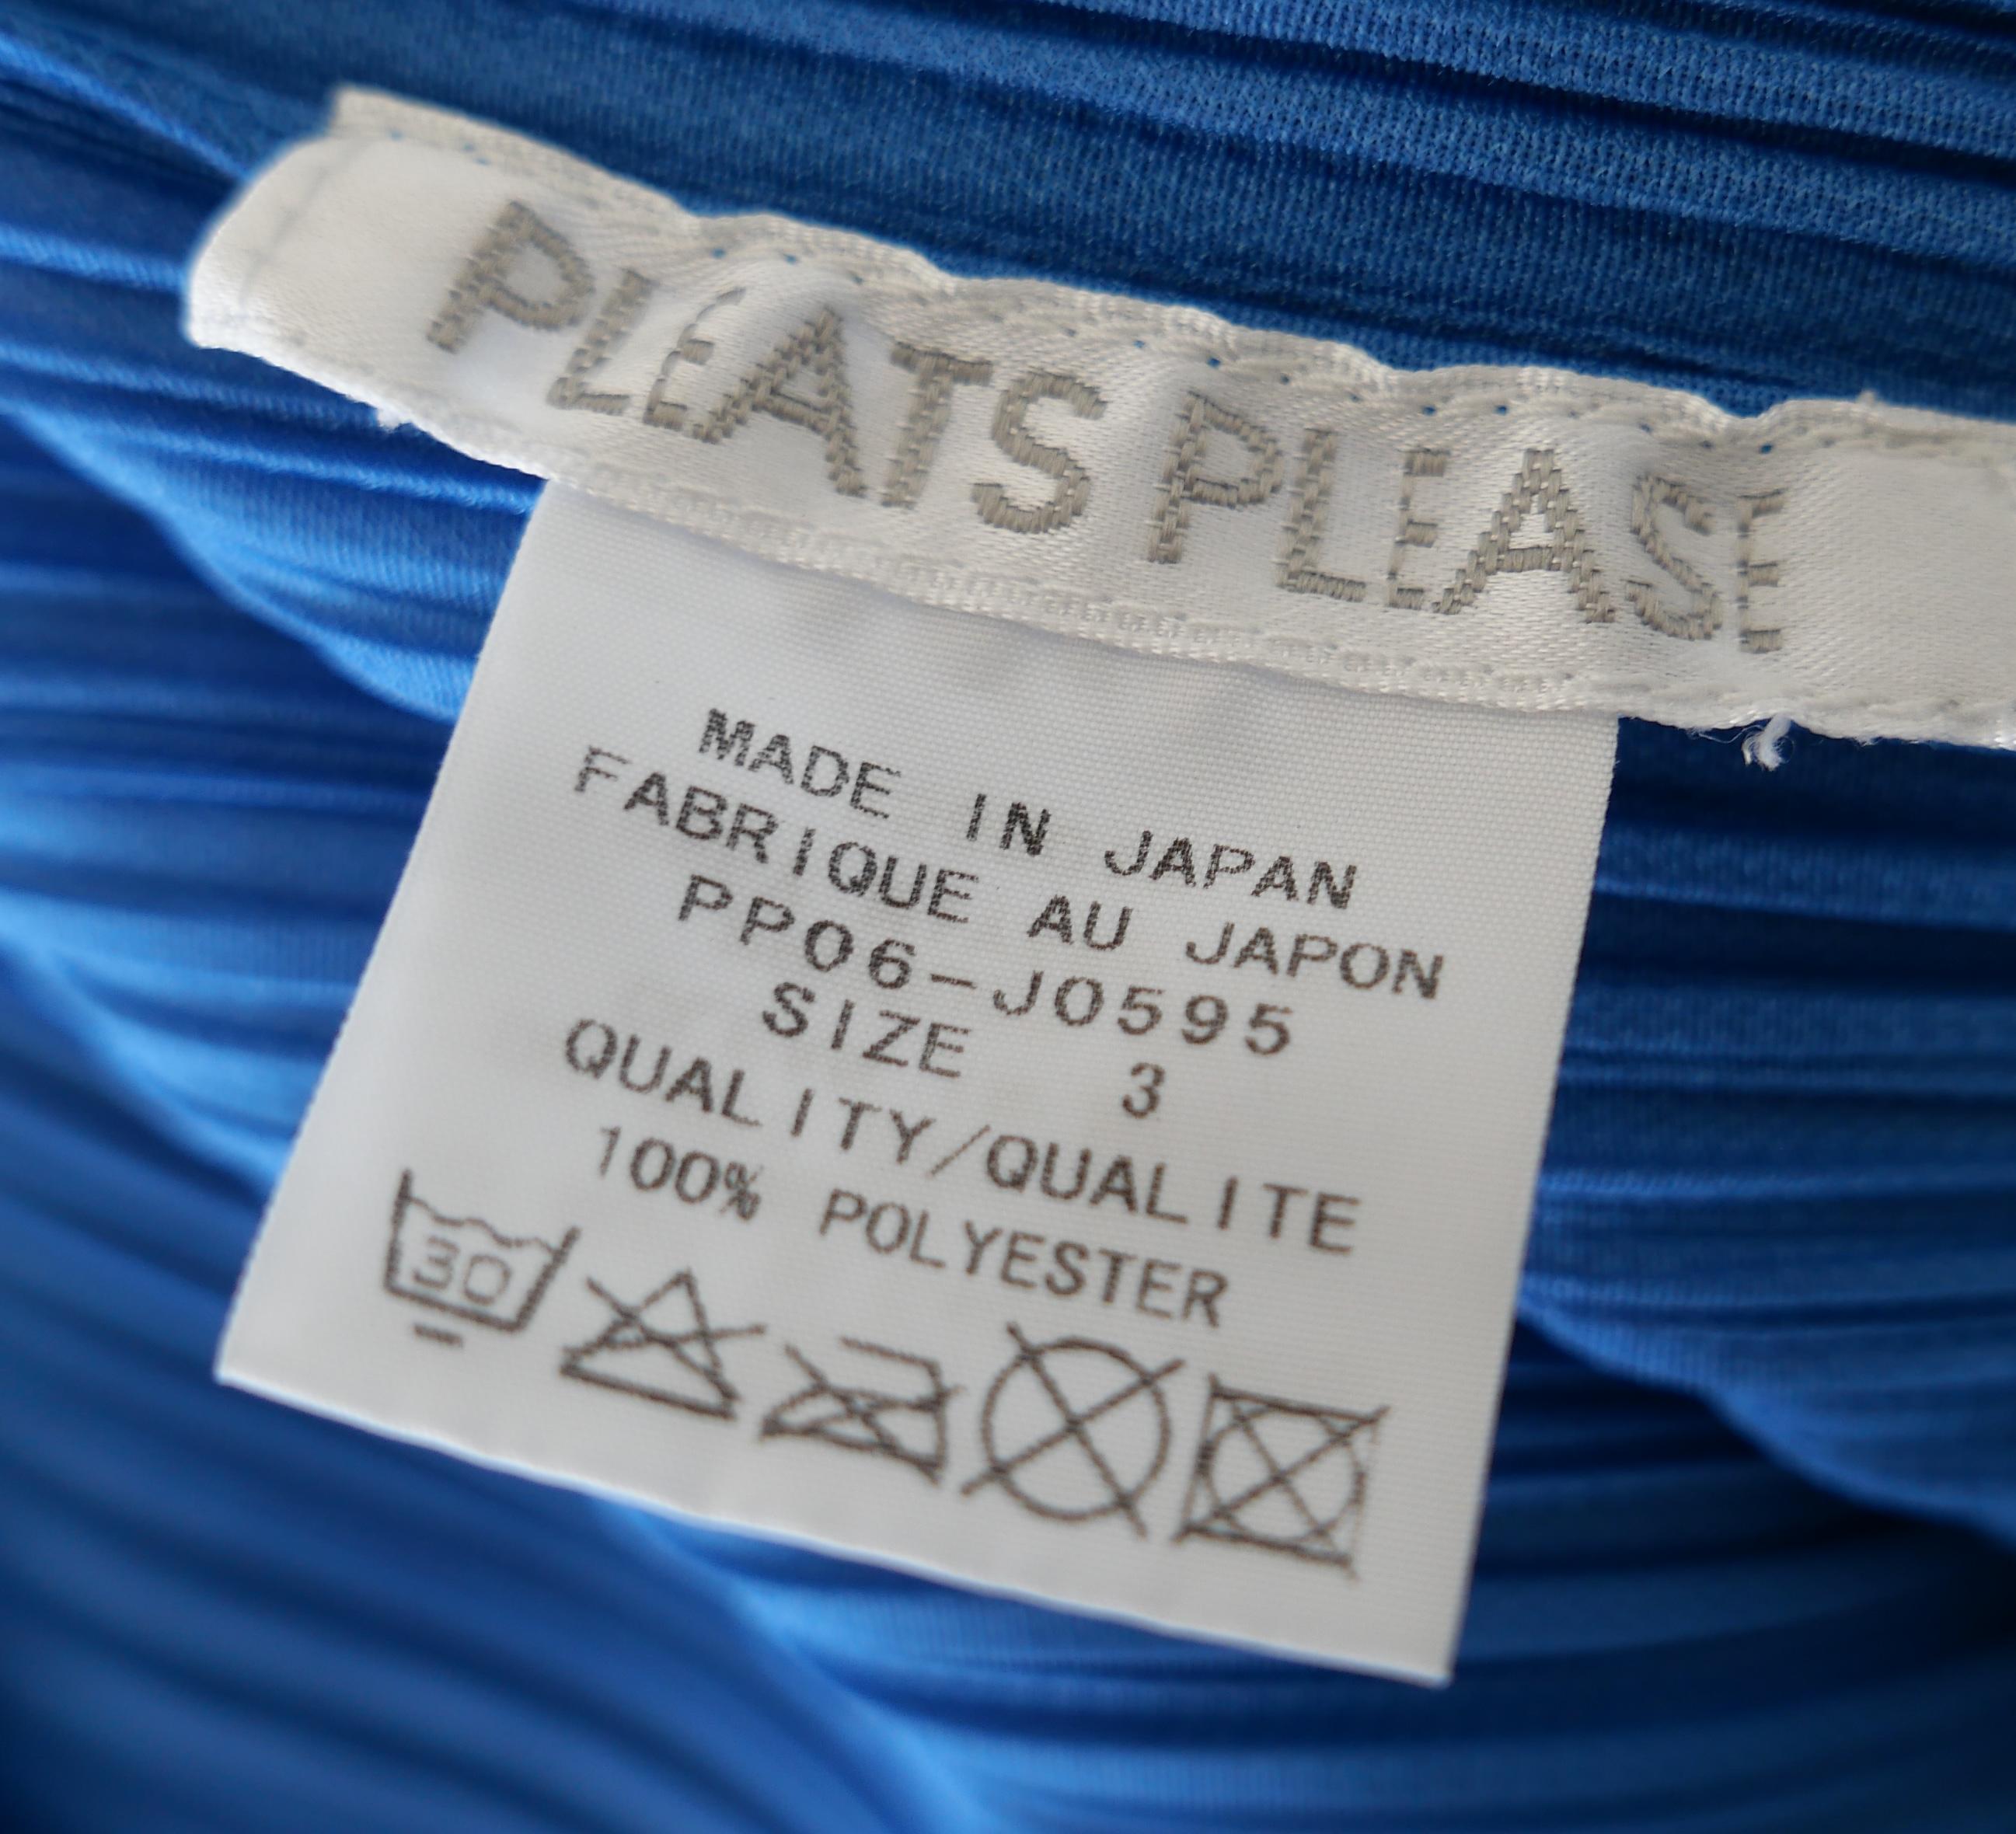 PLEATS PLEASE
MADE IN JAPAN
FABRIQUE AU JAPON
PP06-J0595
SIZE 3
QUALITY/QUALITE
100% POLYESTER
30